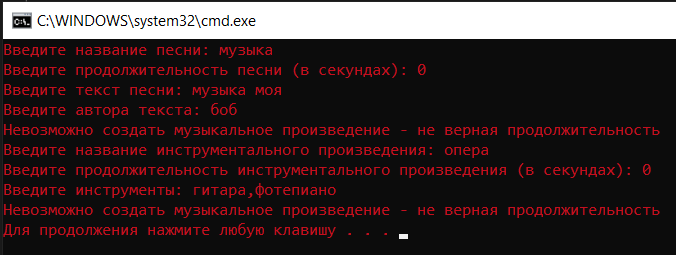 C:\WINDOWS\system32\cmd.exe
Введите название песни: музыка
Введите продолжительность песни (в секундах): 0
Введите текст песни: музыка моя
Введите автора текста: боб
Невозможно создать музыкальное произведение - не верная продолжительность
Введите название инструментального произведения: опера
Введите продолжительность инструментального произведения (в секундах): 0
Введите инструменты: гитара,фотепиано
Невозможно создать музыкальное произведение - не верная продолжительность
Для продолжения нажмите любую клавишу . . .